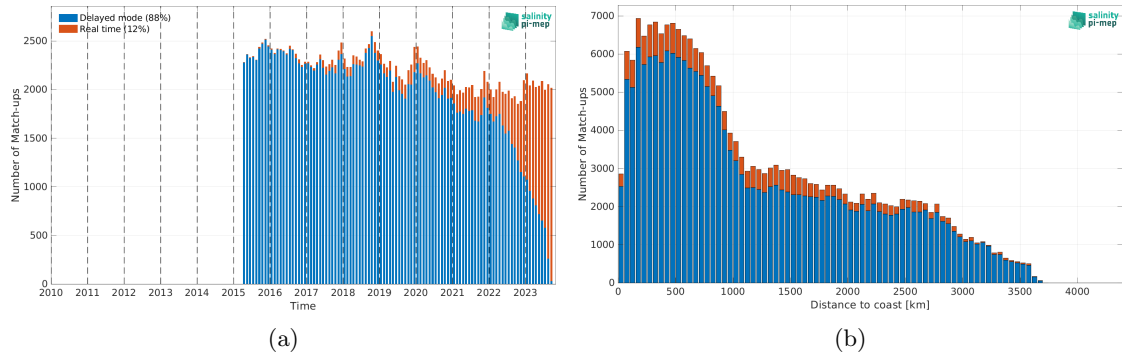 Delayed mode (88%)
Real time (12%)
salinity
pi-mep
Number of Match-ups
2500
2000
1500
1000
500
0
2010 2011 2012 2013 2014 2015 2016 2017 2018 2019 2020 2021 2022 2023
Time
(a)
salinity
pi-mep
Number of Match-ups
7000
6000
5000
4000
3000
2000
1000
0
0 500 1000 1500 2000 2500 3000 3500 4000
Distance to coast [km]
(b)